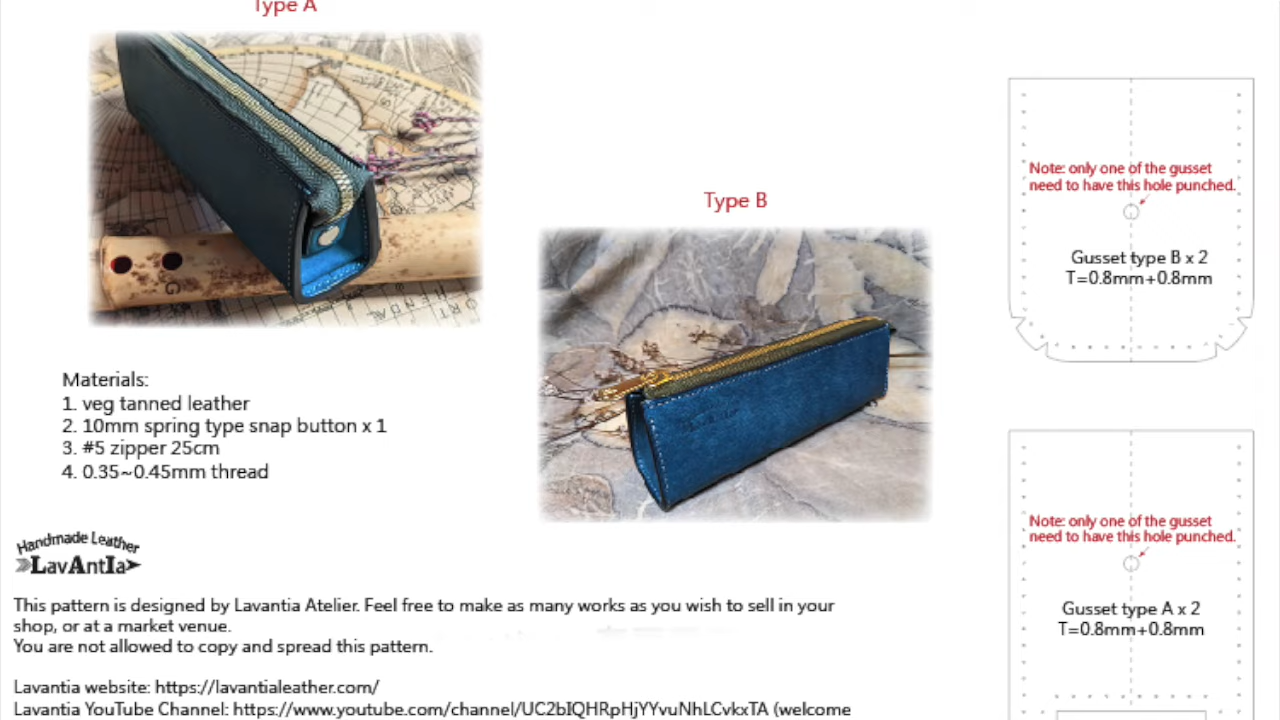 Type A
Type B
Materials:
1. veg tanned leather
2. 10mm spring type snap button x 1
3. #5 zipper 25cm
4. 0.35~0.45mm thread
Handmade Leather
LavAntIa
This pattern is designed by Lavantia Atelier. Feel free to make as many works as you wish to sell in your
shop, or at a market venue.
You are not allowed to copy and spread this pattern.
Lavantia website: https://lavantialeather.com/
Lavantia YouTube Channel: https://www.youtube.com/channel/UC2bIQHRpHjYYvuNhLCvkxTA (welcome
Note: only one of the gusset
need to have this hole punched.
Gusset type B x 2
T=0.8mm+0.8mm
Note: only one of the gusset
need to have this hole punched.
Gusset type A x 2
T=0.8mm+0.8mm